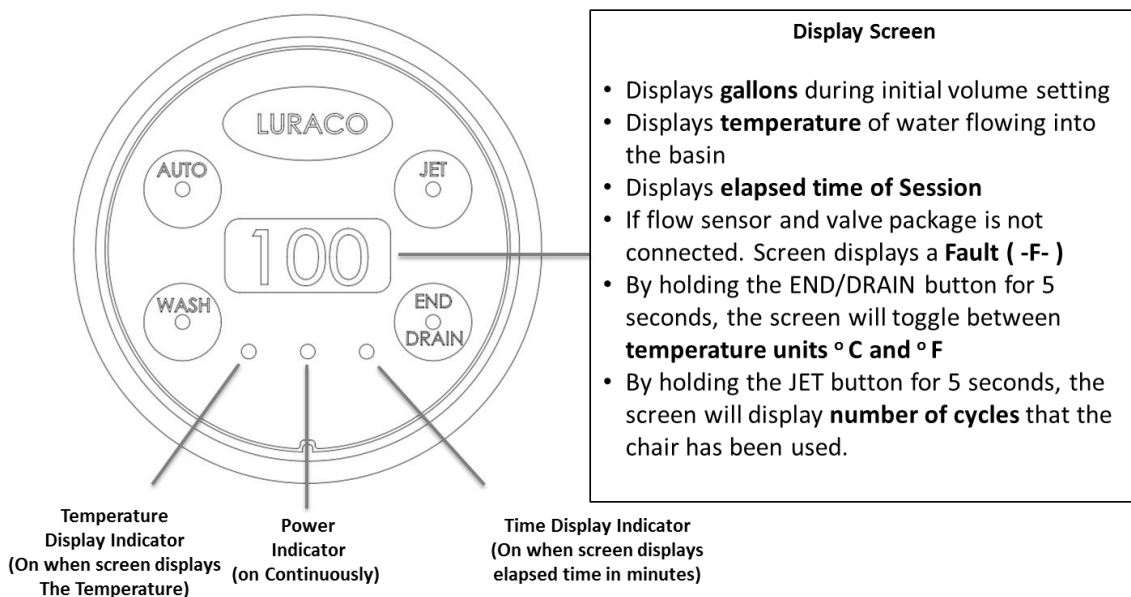 LURACO
AUTO
JET
100
WASH
END
DRAIN
Temperature
Display Indicator
(On when screen displays
The Temperature)
Power
Indicator
(on Continuously)
Time Display Indicator
(On when screen displays
elapsed time in minutes)
Display Screen
• Displays gallons during initial volume setting
• Displays temperature of water flowing into
the basin
• Displays elapsed time of Session
• If flow sensor and valve package is not
connected. Screen displays a Fault ( -F- )
• By holding the END/DRAIN button for 5
seconds, the screen will toggle between
temperature units º C and º F
• By holding the JET button for 5 seconds, the
screen will display number of cycles that the
chair has been used.